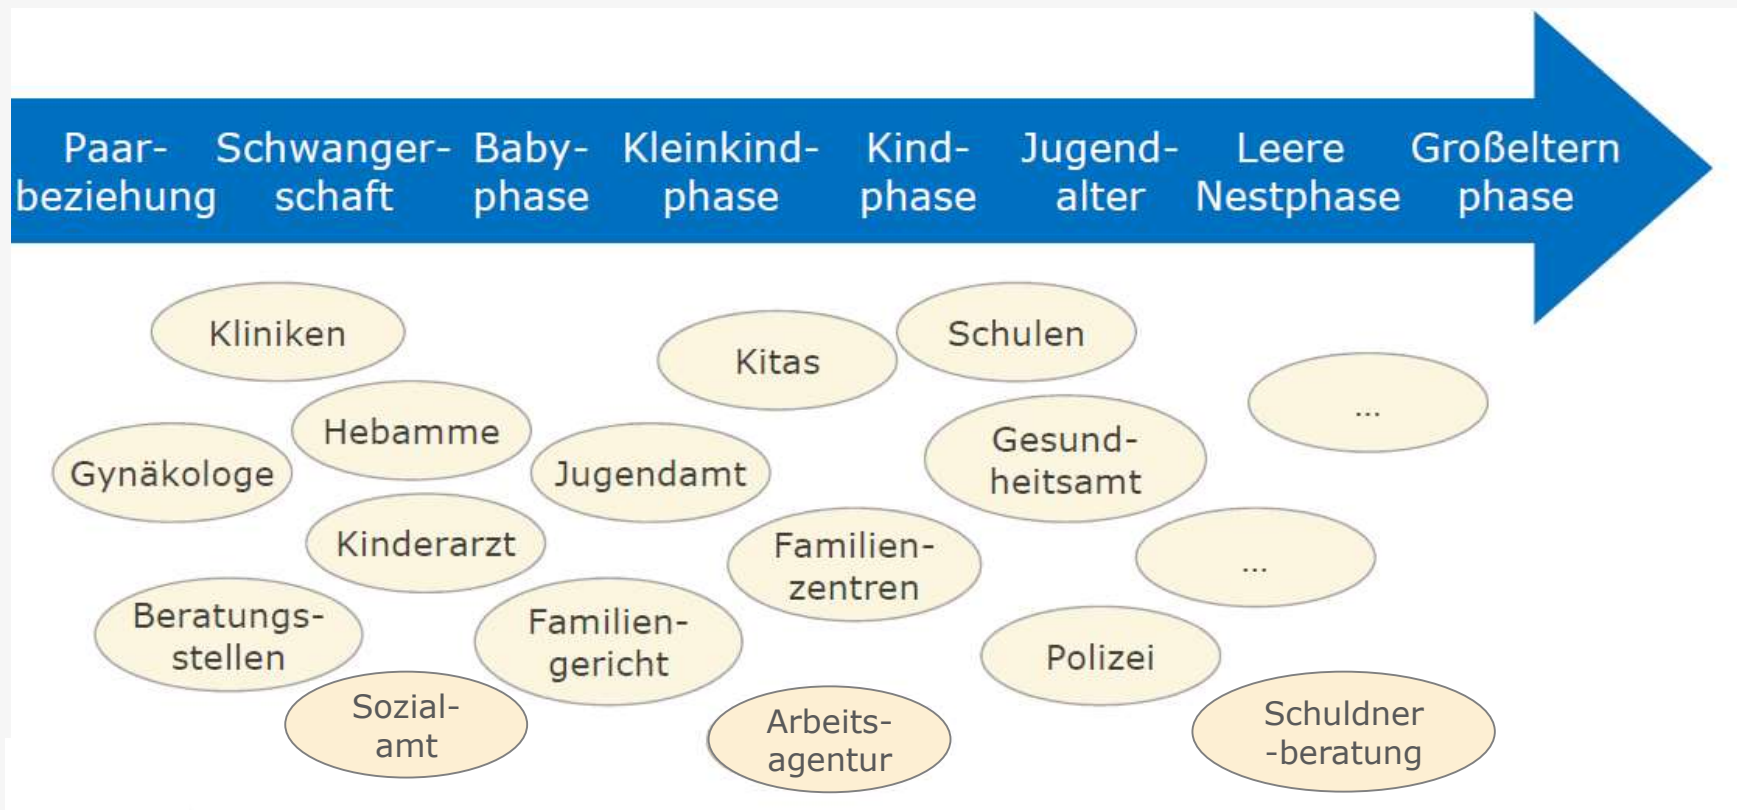 Paar-
beziehung
Schwanger-
schaft
Baby-
phase
Kleinkind-
phase
Kind-
phase
Jugend-
alter
Leere
Nestphase
Großeltern
phase
Kliniken
Schulen
Kitas
...
Hebamme
Gynäkologe
Jugendamt
Gesund-
heitsamt
Kinderarzt
Familien-
zentren
...
Beratungs-
stellen
Familien-
gericht
Polizei
Sozial-
amt
Arbeits-
agentur
Schuldner
-beratung